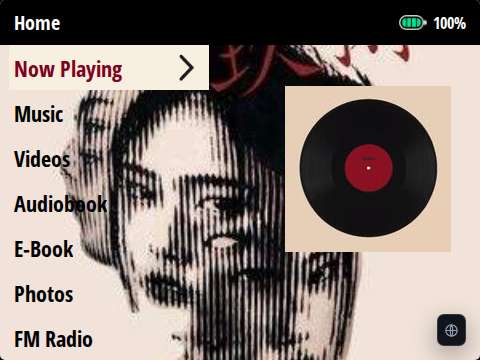 Home
100%
Now Playing
Music
Videos
Audiobook
E-Book
Photos
FM Radio